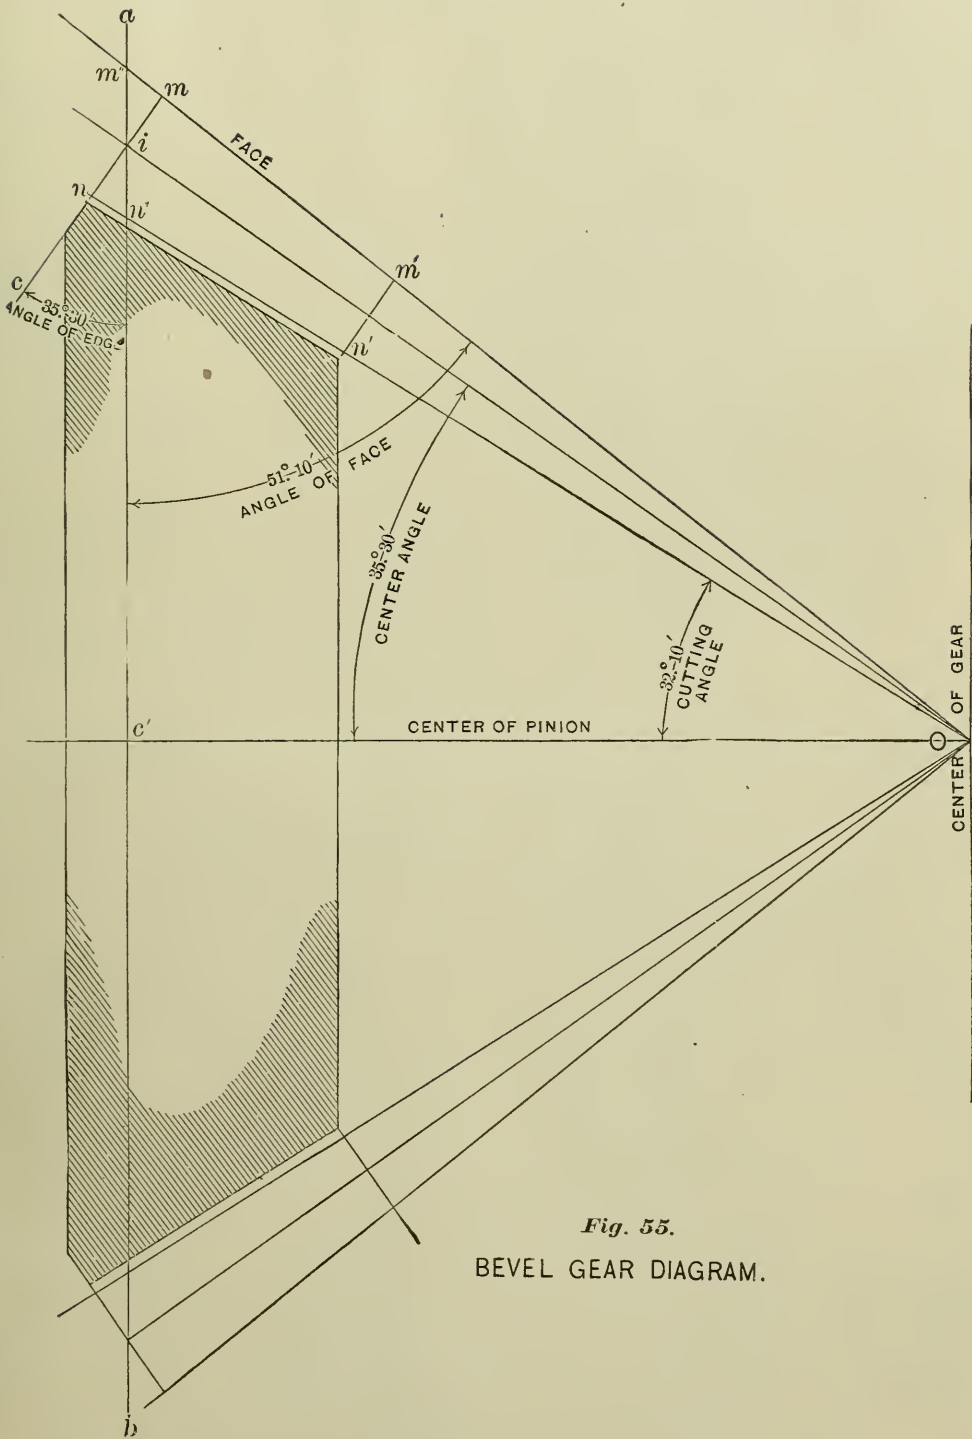 a
m"
m
i
FACE
n
n"
m'
c
35°-30'
ANGLE OF EDGE
n'
51°-10'
ANGLE OF FACE
35°-30'
CENTER ANGLE
32°-10'
CUTTING
ANGLE
c'
CENTER OF PINION
O
CENTER OF GEAR
Fig. 55.
BEVEL GEAR DIAGRAM.
b